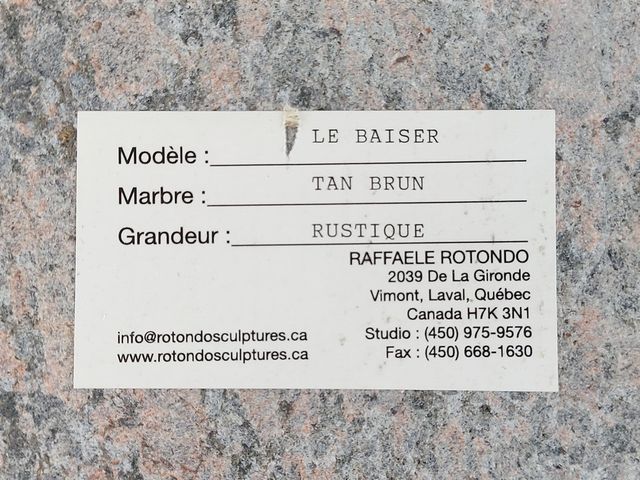 Modèle : LE BAISER
Marbre : TAN BRUN
Grandeur : RUSTIQUE
RAFFAELE ROTONDO
2039 De La Gironde
Vimont, Laval, Québec
Canada H7K 3N1
info@rotondosculptures.ca Studio : (450) 975-9576
www.rotondosculptures.ca Fax : (450) 668-1630